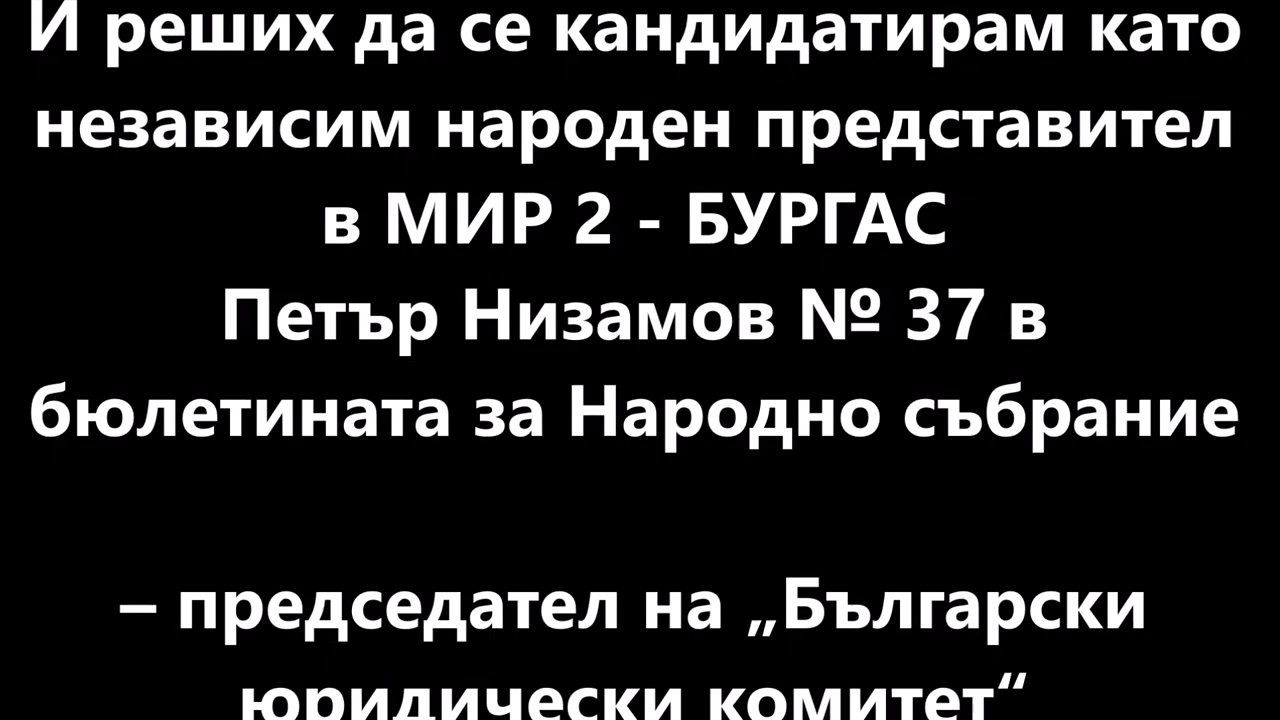 И реших да се кандидатирам като
независим народен представител
в МИР 2 - БУРГАС
Петър Низамов № 37 в
бюлетината за Народно събрание
– председател на „Български
юридически комитет“